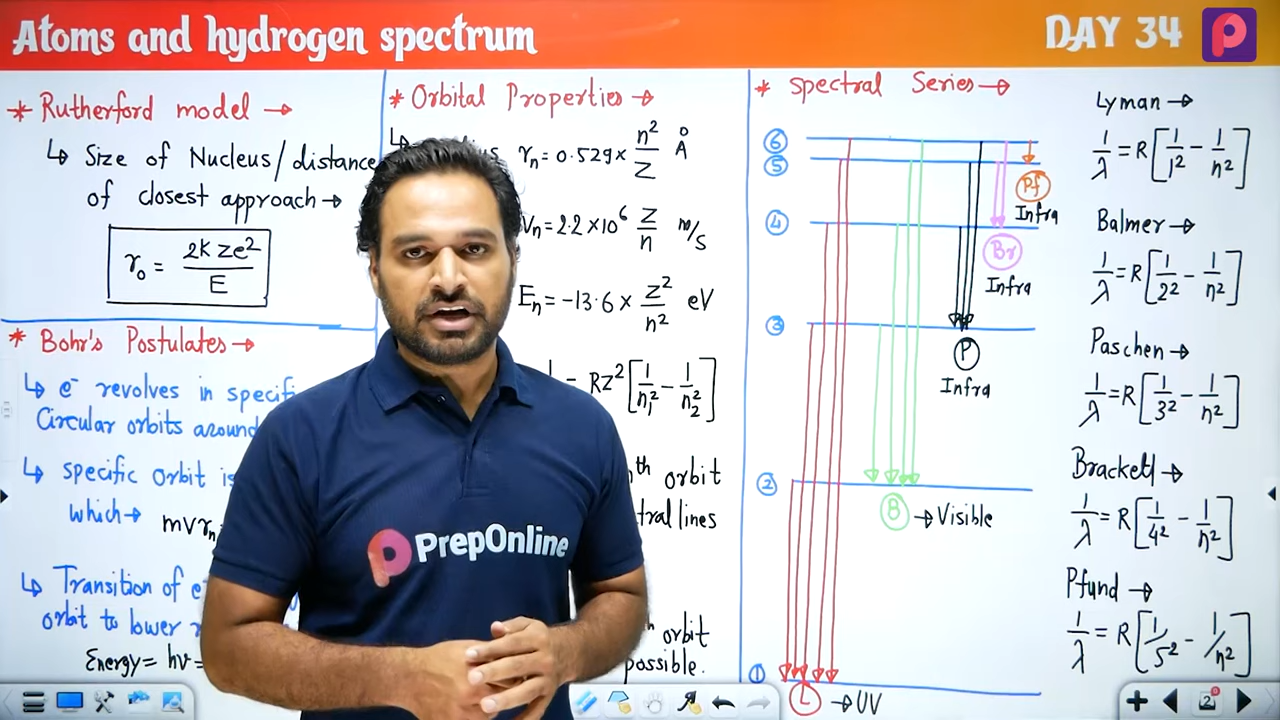 Atoms and hydrogen spectrum
DAY 34
* Rutherford model →
↳ Size of Nucleus/distance
of closest approach →
r₀ = 2K Ze² / E
* Bohr's Postulates →
↳ e⁻ revolves in specifi
Circular orbits around
↳ specific Orbit is
which → mvrₙ
↳ Transition of e
orbit to lower
Energy = hν =
* Orbital Properties →
rₙ = 0.529 × n²/Z Å
Vₙ = 2.2 × 10⁶ Z/n m/s
Eₙ = -13.6 × Z²/n² eV
= RZ² [1/n₁² - 1/n₂²]
nth orbit
tral lines
orbit
possible.
PrepOnline
* Spectral Series →
6
5
Pf
Infra
4
Br
Infra
3
P
Infra
2
B → Visible
1
L → UV
Lyman →
1/λ = R [1/1² - 1/n²]
Balmer →
1/λ = R [1/2² - 1/n²]
Paschen →
1/λ = R [1/3² - 1/n²]
Brackett →
1/λ = R [1/4² - 1/n²]
Pfund →
1/λ = R [1/5² - 1/n²]
2